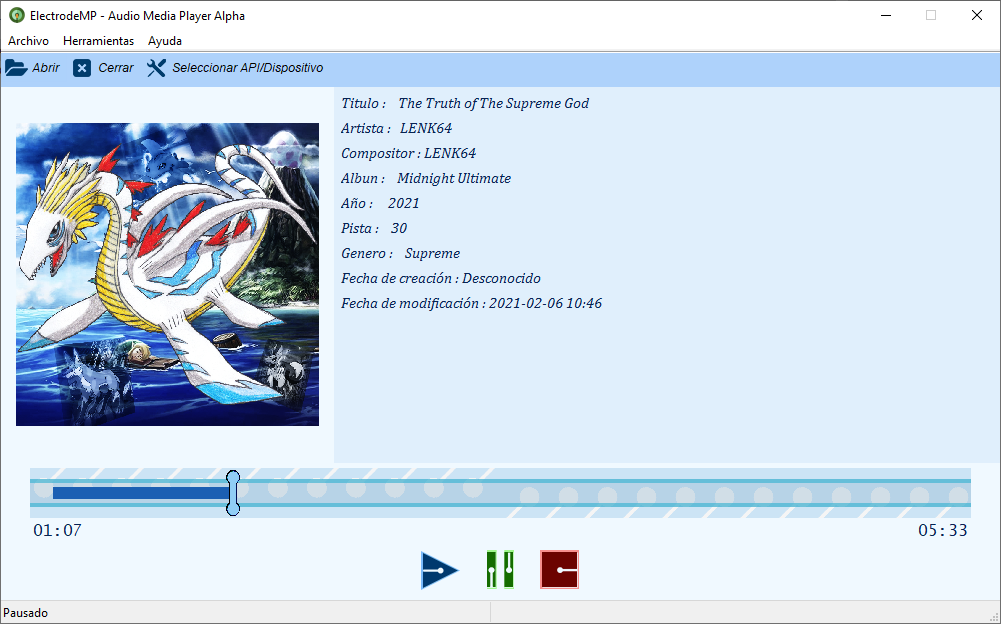 ElectrodeMP - Audio Media Player Alpha
Archivo Herramientas Ayuda
Abrir Cerrar Seleccionar API/Dispositivo
Titulo : The Truth of The Supreme God
Artista : LENK64
Compositor : LENK64
Albun : Midnight Ultimate
Año : 2021
Pista : 30
Genero : Supreme
Fecha de creación : Desconocido
Fecha de modificación : 2021-02-06 10:46
01:07 05:33
Pausado